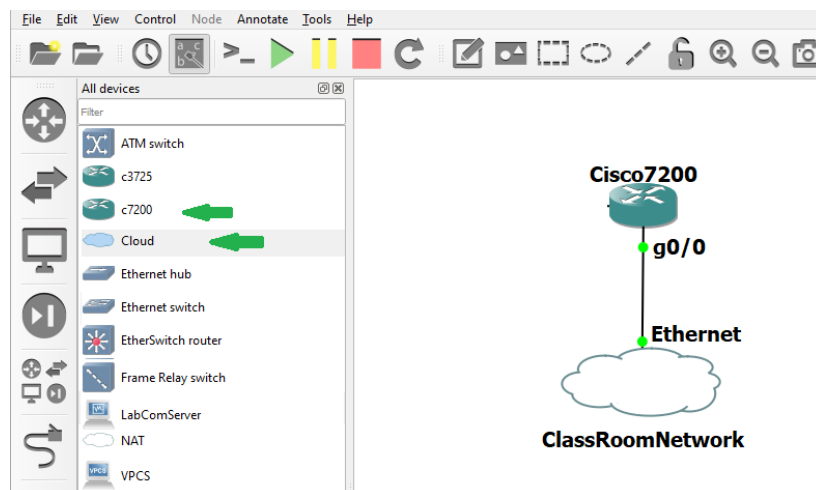 File Edit View Control Node Annotate Tools Help
All devices
Filter
ATM switch
c3725
c7200
Cloud
Ethernet hub
Ethernet switch
EtherSwitch router
Frame Relay switch
LabComServer
NAT
VPCS
Cisco7200
g0/0
Ethernet
ClassRoomNetwork